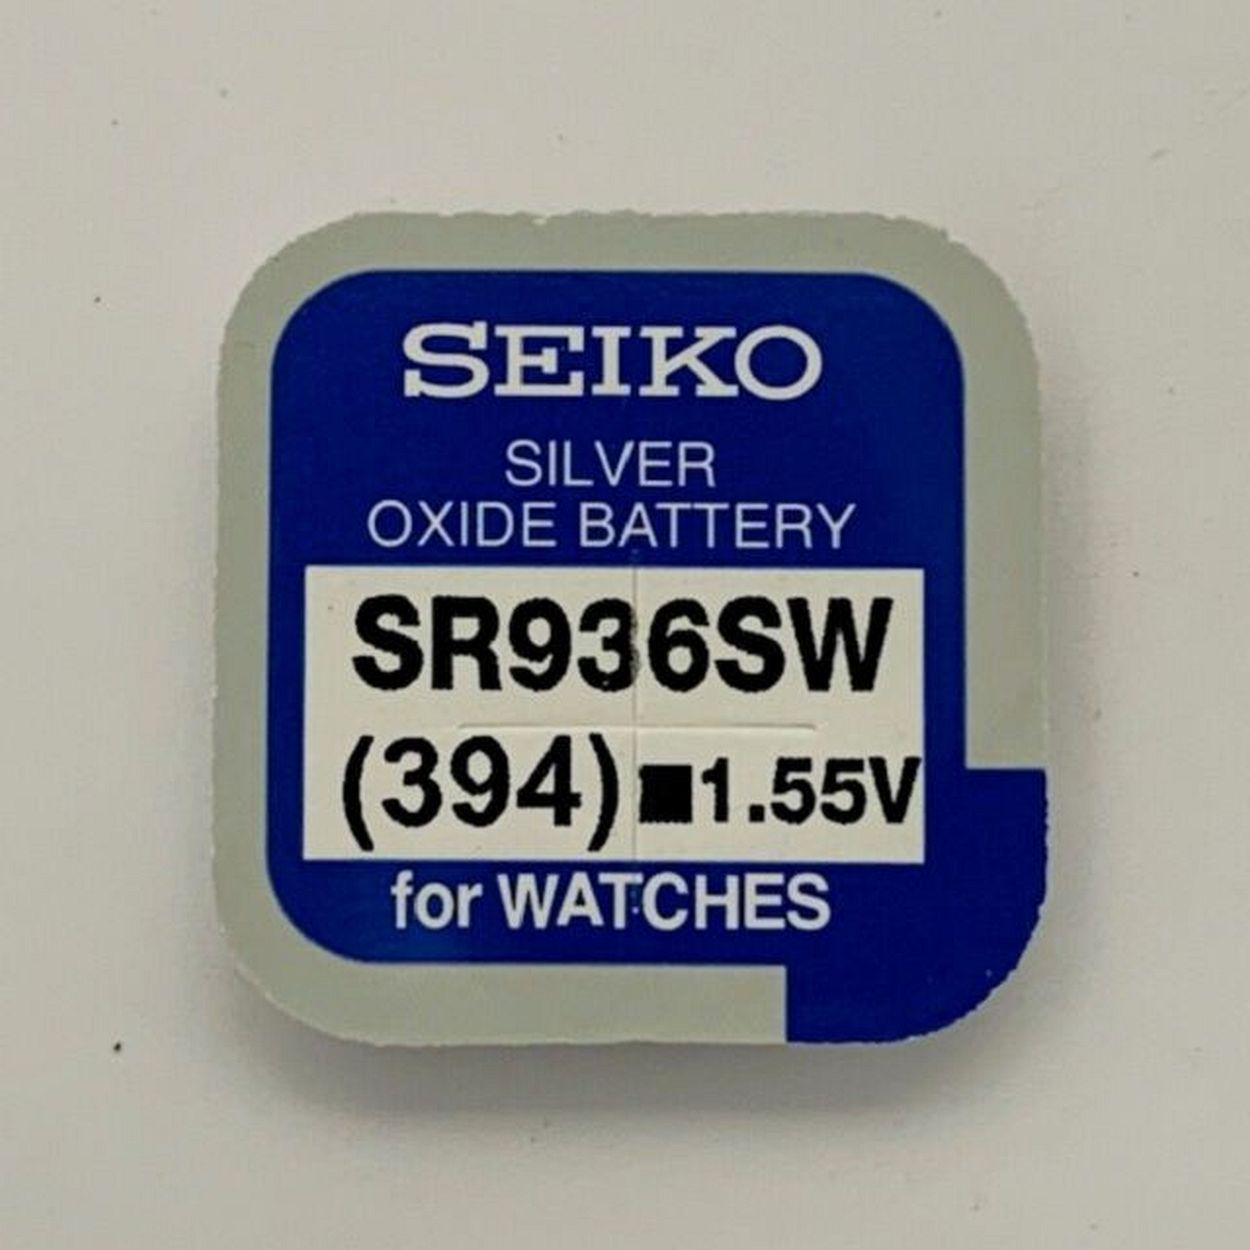 SEIKO
SILVER
OXIDE BATTERY
SR936SW
(394)■1.55V
for WATCHES